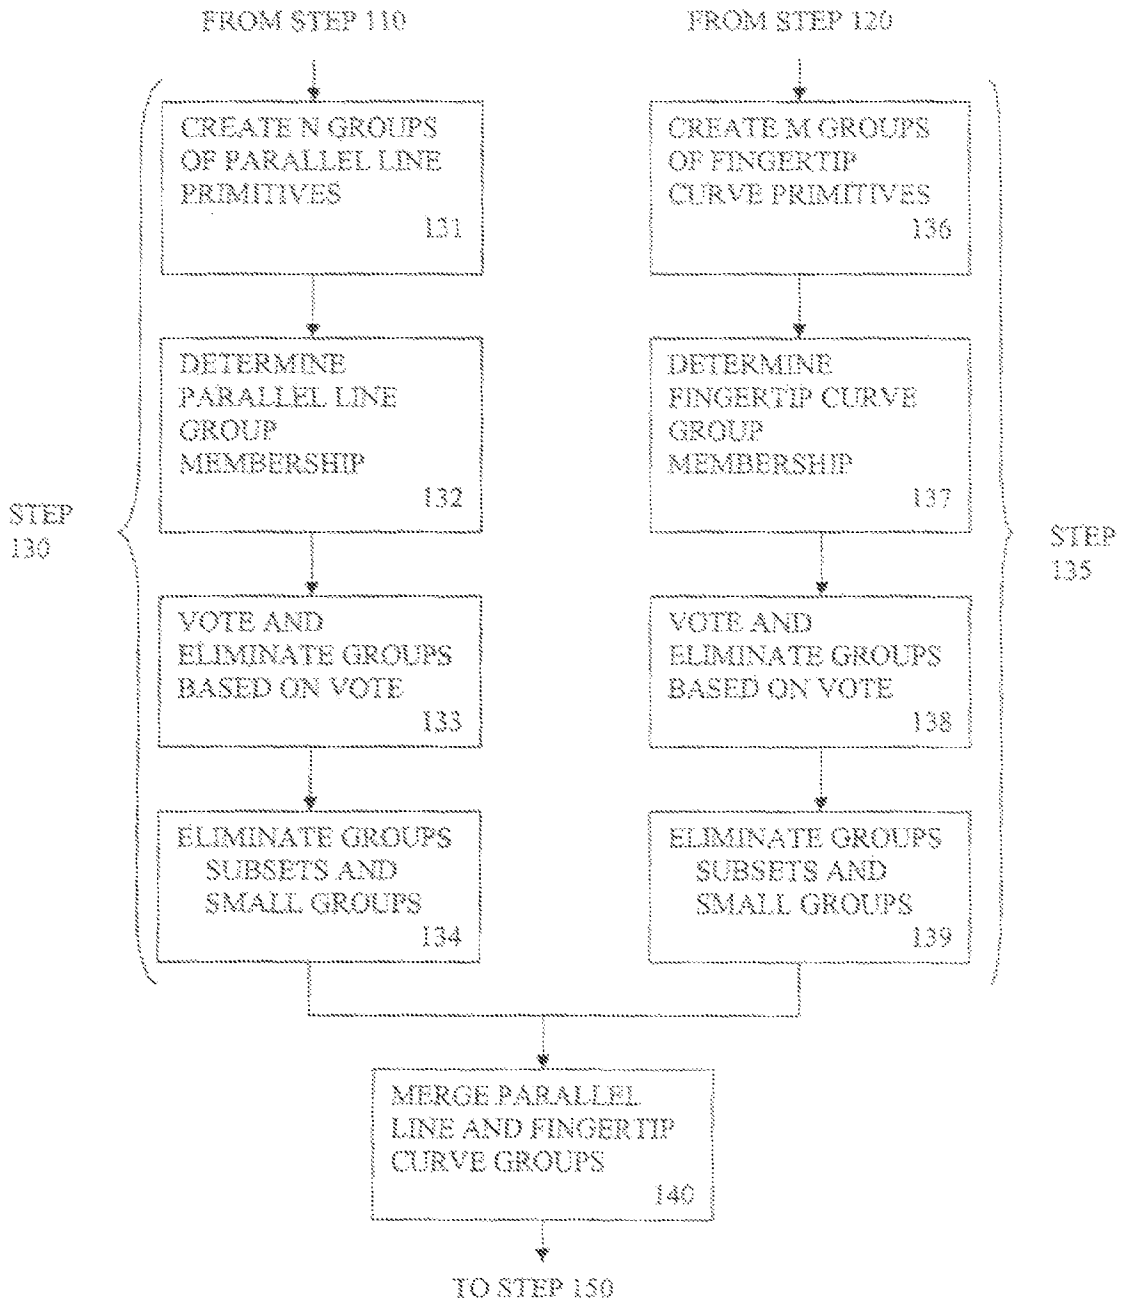 FROM STEP 110
CREATE N GROUPS
OF PARALLEL LINE
PRIMITIVES
131
DETERMINE
PARALLEL LINE
GROUP
MEMBERSHIP
132
STEP
130
VOTE AND
ELIMINATE GROUPS
BASED ON VOTE
133
ELIMINATE GROUPS
SUBSETS AND
SMALL GROUPS
134
FROM STEP 120
CREATE M GROUPS
OF FINGERTIP
CURVE PRIMITIVES
136
DETERMINE
FINGERTIP CURVE
GROUP
MEMBERSHIP
137
STEP
135
VOTE AND
ELIMINATE GROUPS
BASED ON VOTE
138
ELIMINATE GROUPS
SUBSETS AND
SMALL GROUPS
139
MERGE PARALLEL
LINE AND FINGERTIP
CURVE GROUPS
140
TO STEP 150